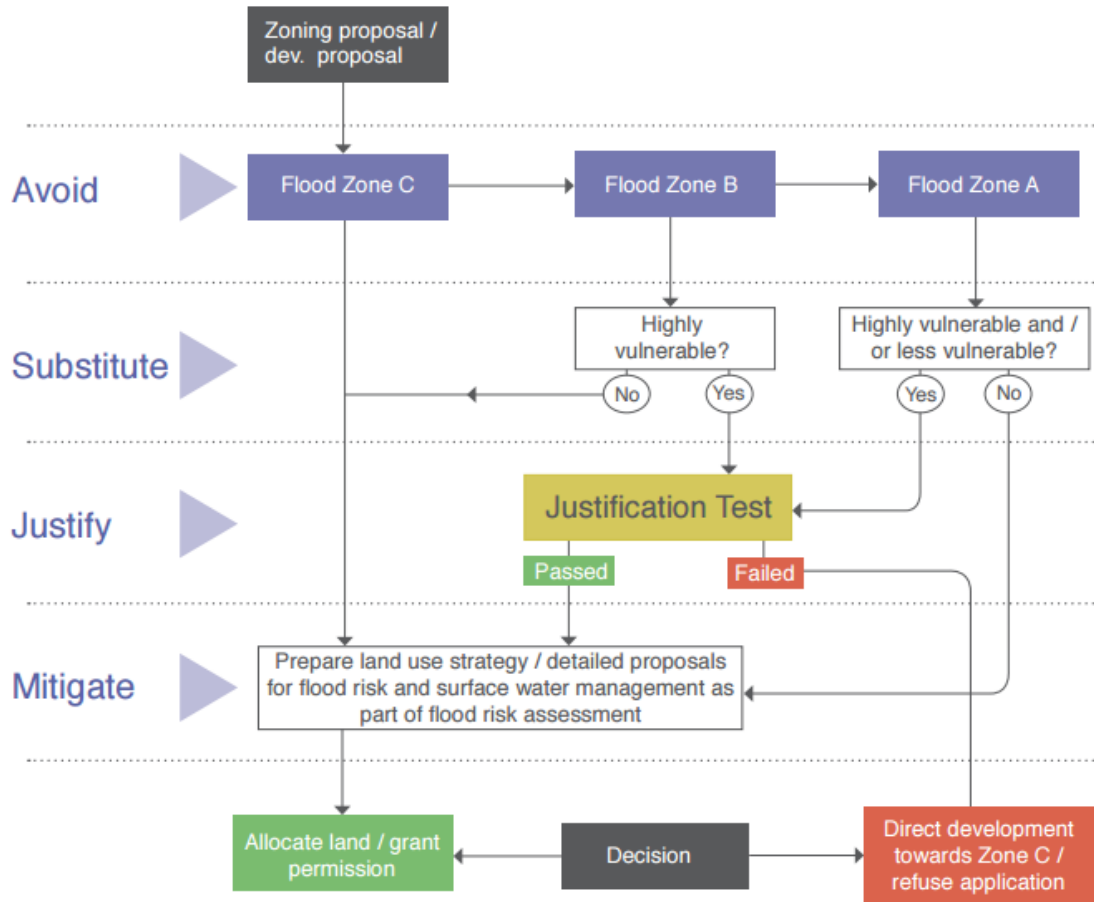 Zoning proposal /
dev. proposal
Avoid
Flood Zone C
Flood Zone B
Flood Zone A
Substitute
Highly
vulnerable?
Highly vulnerable and /
or less vulnerable?
No
Yes
Yes
No
Justify
Justification Test
Passed
Failed
Mitigate
Prepare land use strategy / detailed proposals
for flood risk and surface water management as
part of flood risk assessment
Allocate land / grant
permission
Decision
Direct development
towards Zone C /
refuse application